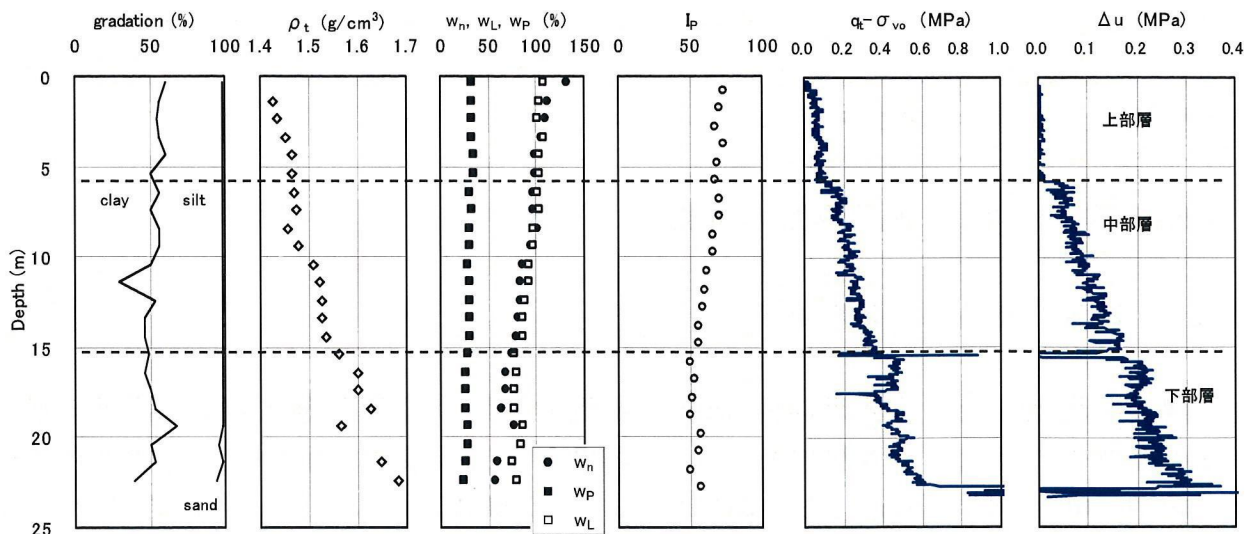 gradation (%)
0 50 100
ρt (g/cm³)
1.4 1.5 1.6 1.7
wn, wL, wP (%)
0 50 100 150
IP
0 50 100
qt-σvo (MPa)
0.0 0.2 0.4 0.6 0.8 1.0
Δu (MPa)
0.0 0.1 0.2 0.3 0.4
Depth (m)
0
5
10
15
20
25
clay silt
sand
wn
wP
wL
上部層
中部層
下部層